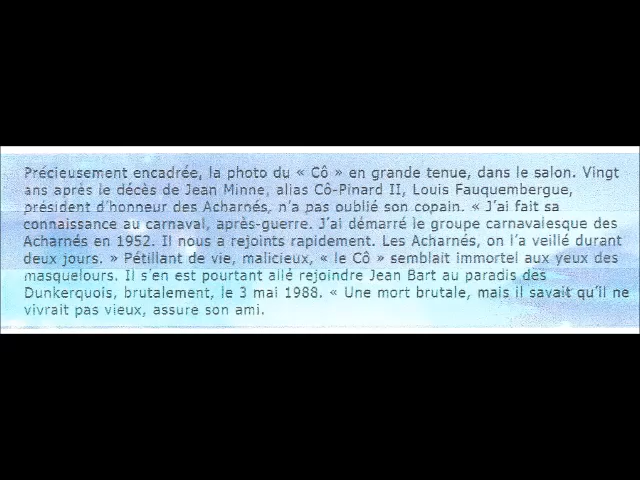 Précieusement encadrée, la photo du « Cô » en grande tenue, dans le salon. Vingt
ans après le décès de Jean Minne, alias Cô-Pinard II, Louis Fauquembergue,
président d'honneur des Acharnés, n'a pas oublié son copain. « J'ai fait sa
connaissance au carnaval, après-guerre. J'ai démarré le groupe carnavalesque des
Acharnés en 1952. Il nous a rejoints rapidement. Les Acharnés, on l'a veillé durant
deux jours. » Pétillant de vie, malicieux, « le Cô » semblait immortel aux yeux des
masquelours. Il s'en est pourtant allé rejoindre Jean Bart au paradis des
Dunkerquois, brutalement, le 3 mai 1988. « Une mort brutale, mais il savait qu'il ne
vivrait pas vieux, assure son ami.